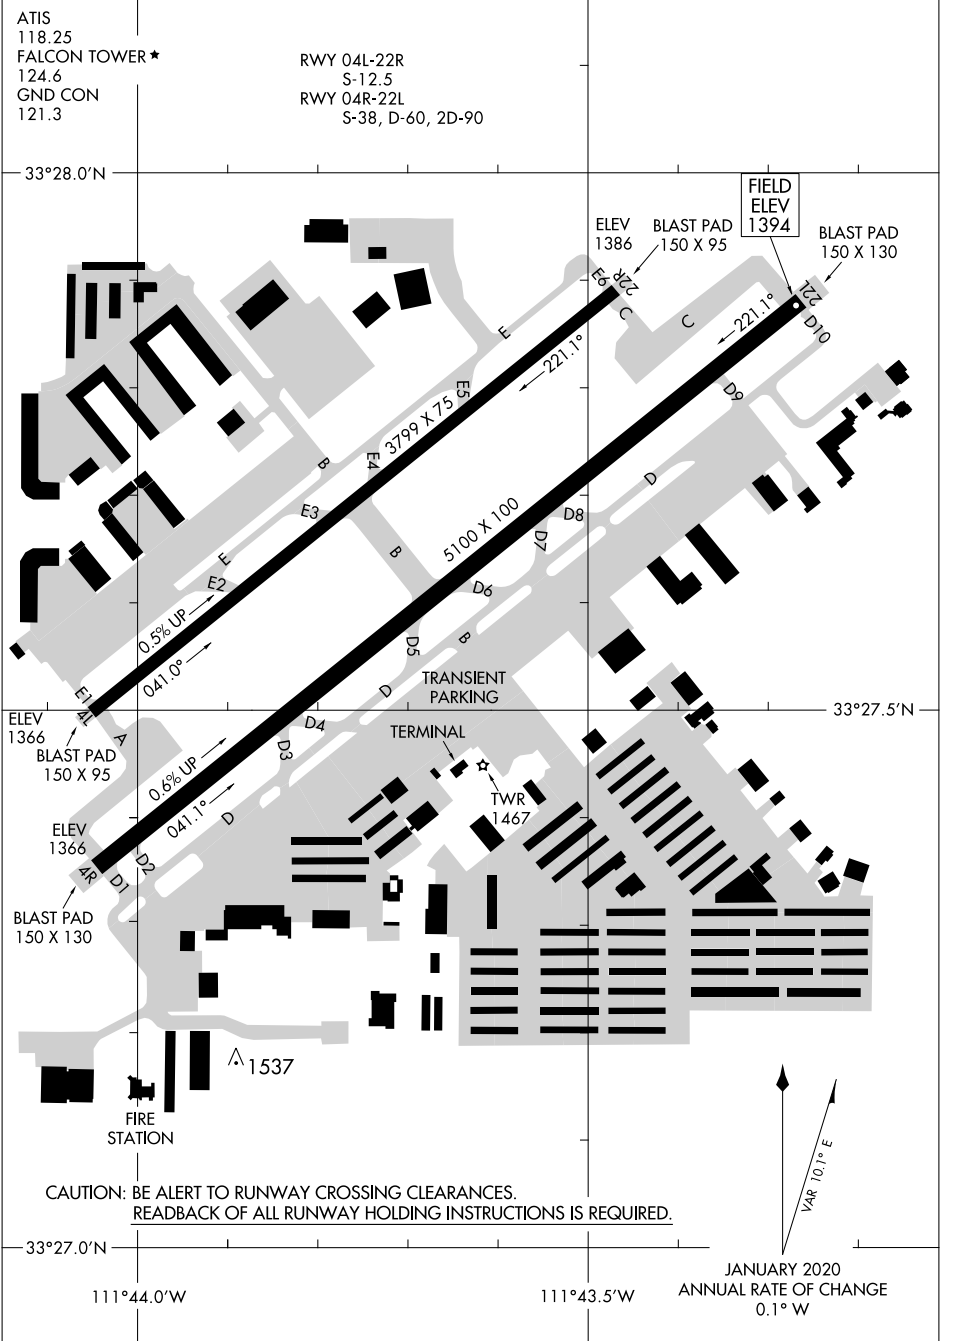 ATIS
118.25
FALCON TOWER ★
124.6
GND CON
121.3
RWY 04L-22R
S-12.5
RWY 04R-22L
S-38, D-60, 2D-90
33°28.0'N
FIELD
ELEV
1394
ELEV
1386
BLAST PAD
150 X 95
BLAST PAD
150 X 130
E6
22R
C
C
221.1°
22L
D10
E
221.1°
E5
D9
3799 X 75
B
E4
D
E3
5100 X 100
D8
B
D7
E
E2
D6
0.5% UP
B
D5
041.0°
TRANSIENT
PARKING
D
E1
4L
33°27.5'N
ELEV
1366
A
D4
TERMINAL
D3
BLAST PAD
150 X 95
0.6% UP
TWR
1467
041.1°
D
ELEV
1366
D2
4R
D1
BLAST PAD
150 X 130
1537
FIRE
STATION
VAR 10.1° E
CAUTION: BE ALERT TO RUNWAY CROSSING CLEARANCES.
READBACK OF ALL RUNWAY HOLDING INSTRUCTIONS IS REQUIRED.
33°27.0'N
JANUARY 2020
ANNUAL RATE OF CHANGE
0.1° W
111°44.0'W
111°43.5'W